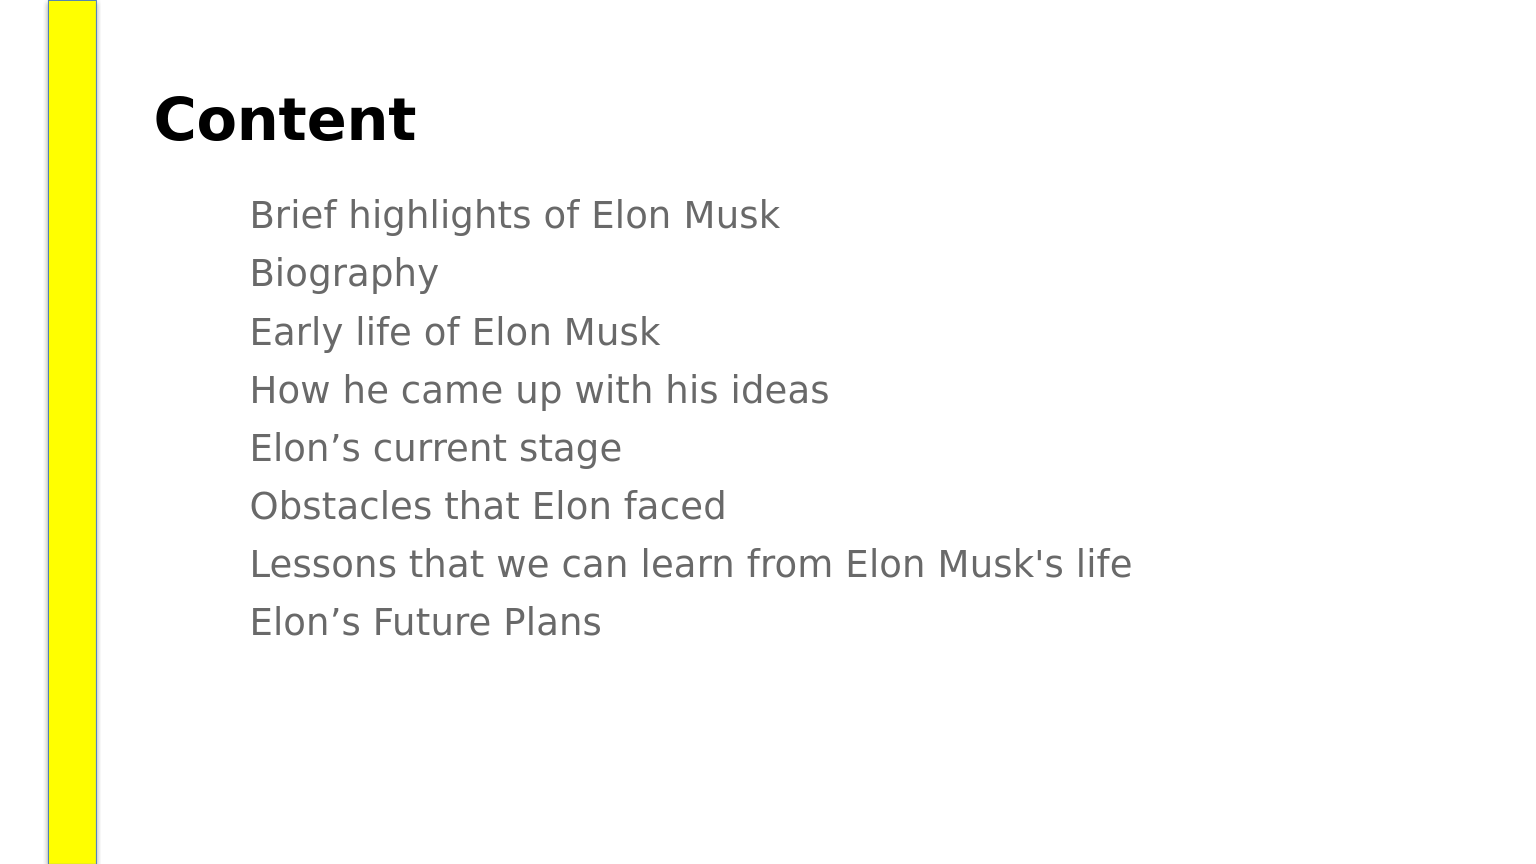 Content
Brief highlights of Elon Musk
Biography
Early life of Elon Musk
How he came up with his ideas
Elon’s current stage
Obstacles that Elon faced
Lessons that we can learn from Elon Musk's life
Elon’s Future Plans